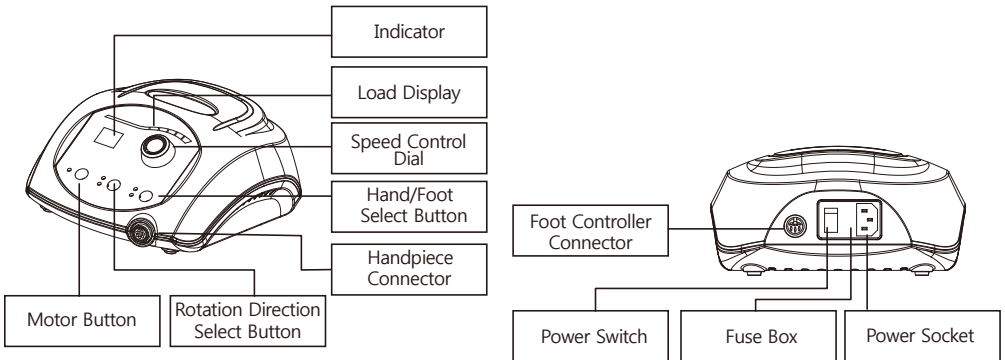 Indicator
Load Display
Speed Control
Dial
Hand/Foot
Select Button
Handpiece
Connector
Motor Button
Rotation Direction
Select Button
Foot Controller
Connector
Power Switch
Fuse Box
Power Socket